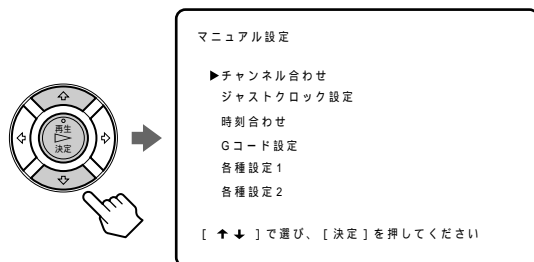 再生
決定
マニュアル設定
▶チャンネル合わせ
ジャストクロック設定
時刻合わせ
Gコード設定
各種設定1
各種設定2
[ ↑↓ ]で選び、[決定]を押してください